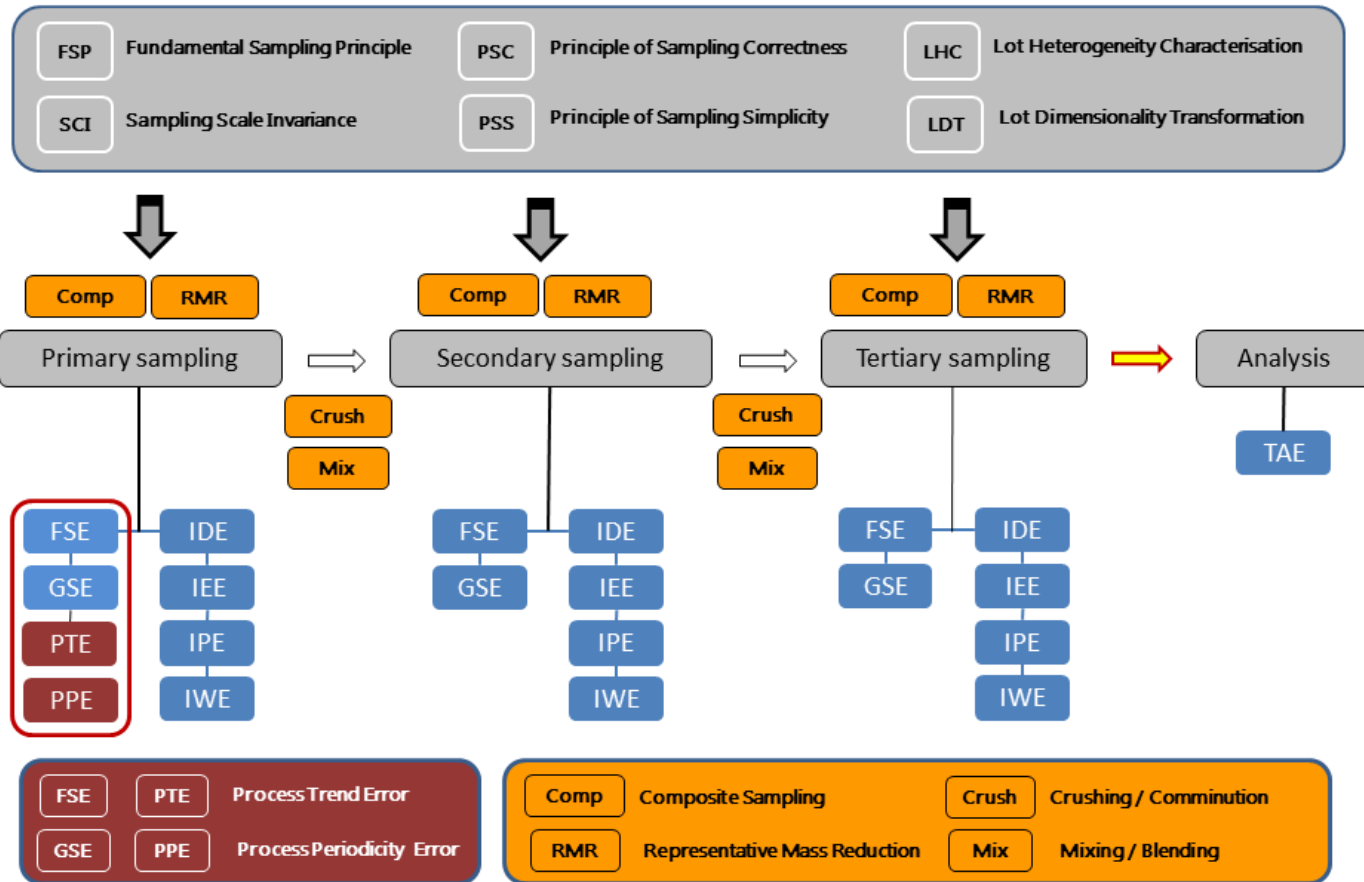 FSP Fundamental Sampling Principle PSC Principle of Sampling Correctness LHC Lot Heterogeneity Characterisation
SCI Sampling Scale Invariance PSS Principle of Sampling Simplicity LDT Lot Dimensionality Transformation
Comp RMR Comp RMR Comp RMR
Primary sampling Secondary sampling Tertiary sampling Analysis
Crush Crush
TAE
Mix Mix
FSE IDE FSE IDE FSE IDE
GSE IEE GSE IEE GSE IEE
PTE IPE IPE IPE
PPE IWE IWE IWE
FSE PTE Process Trend Error Comp Composite Sampling Crush Crushing / Comminution
GSE PPE Process Periodicity Error RMR Representative Mass Reduction Mix Mixing / Blending